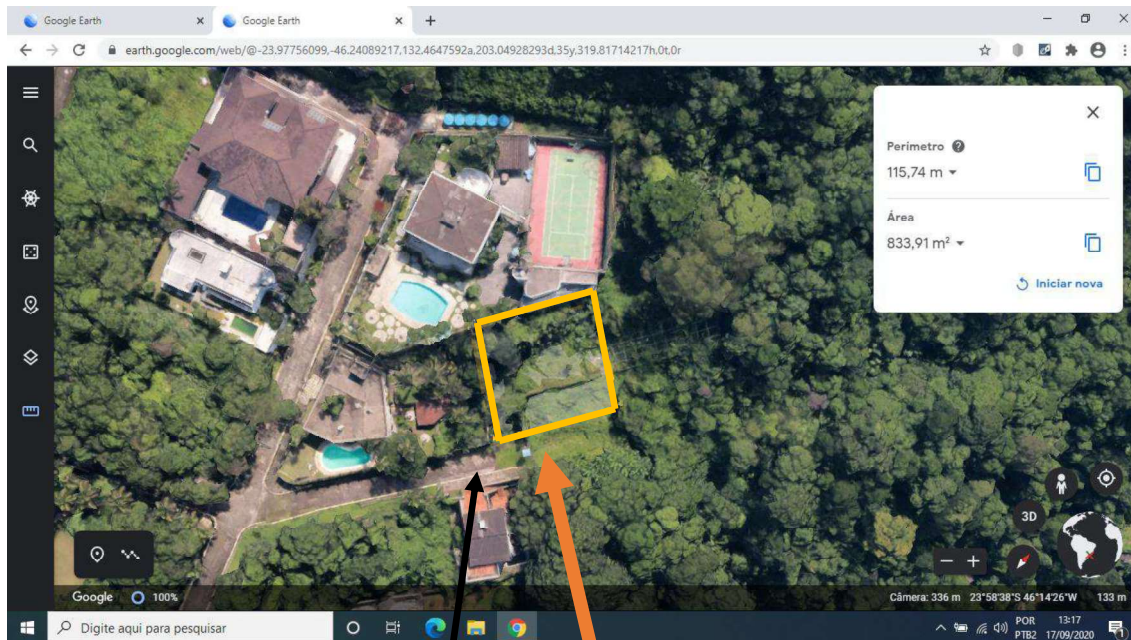 Google Earth
Google Earth
earth.google.com/web/@-23.97756099,-46.24089217,132.4647592a,203.04928293d,35y,319.81714217h,0t,0r
Perímetro
115,74 m
Área
833,91 m²
Iniciar nova
3D
Google 100%
Câmera: 336 m 23°58'38"S 46°14'26"W 133 m
Digite aqui para pesquisar
POR 13:17
PTB2 17/09/2020